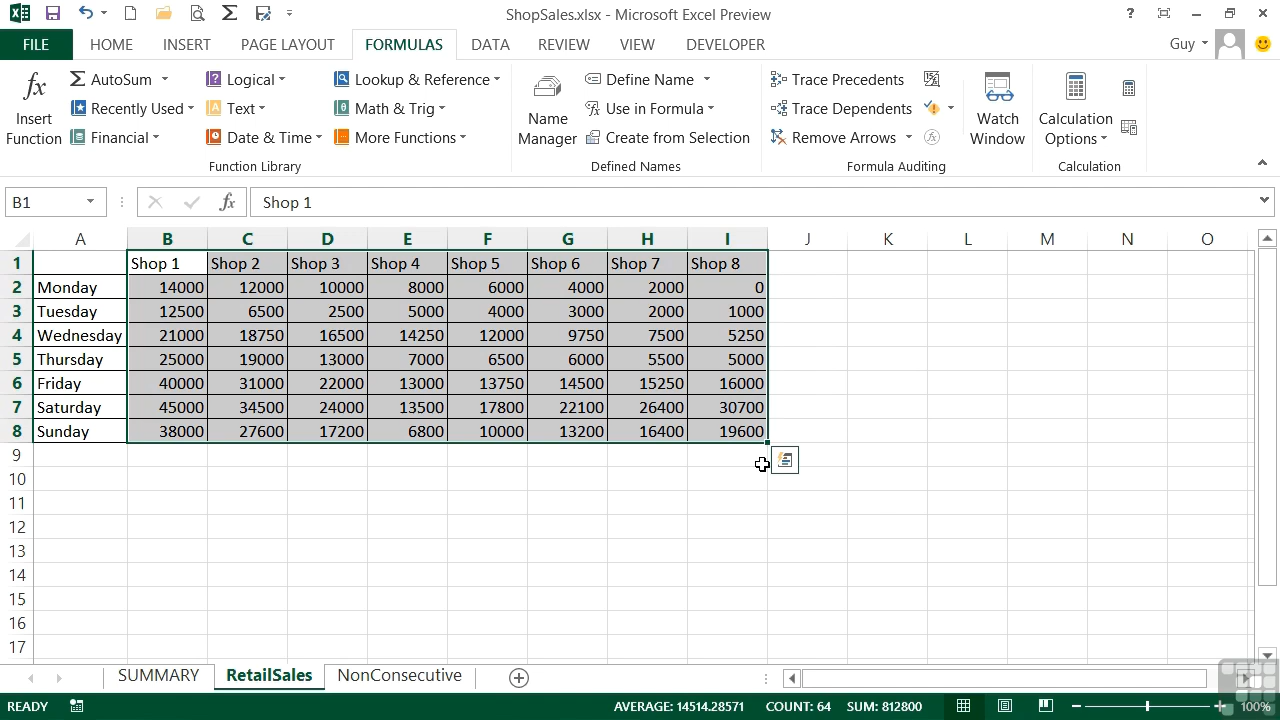 ShopSales.xlsx - Microsoft Excel Preview
FILE HOME INSERT PAGE LAYOUT FORMULAS DATA REVIEW VIEW DEVELOPER Guy
AutoSum Logical Lookup & Reference Define Name Trace Precedents
Recently Used Text Math & Trig Use in Formula Trace Dependents
Financial Date & Time More Functions Create from Selection Remove Arrows
Insert Function
Name Manager
Watch Window
Calculation Options
Function Library Defined Names Formula Auditing Calculation
B1 fx Shop 1
A B C D E F G H I J K L M N O
1 Shop 1 Shop 2 Shop 3 Shop 4 Shop 5 Shop 6 Shop 7 Shop 8
2 Monday 14000 12000 10000 8000 6000 4000 2000 0
3 Tuesday 12500 6500 2500 5000 4000 3000 2000 1000
4 Wednesday 21000 18750 16500 14250 12000 9750 7500 5250
5 Thursday 25000 19000 13000 7000 6500 6000 5500 5000
6 Friday 40000 31000 22000 13000 13750 14500 15250 16000
7 Saturday 45000 34500 24000 13500 17800 22100 26400 30700
8 Sunday 38000 27600 17200 6800 10000 13200 16400 19600
9
10
11
12
13
14
15
16
17
SUMMARY RetailSales NonConsecutive
READY AVERAGE: 14514.28571 COUNT: 64 SUM: 812800 100%